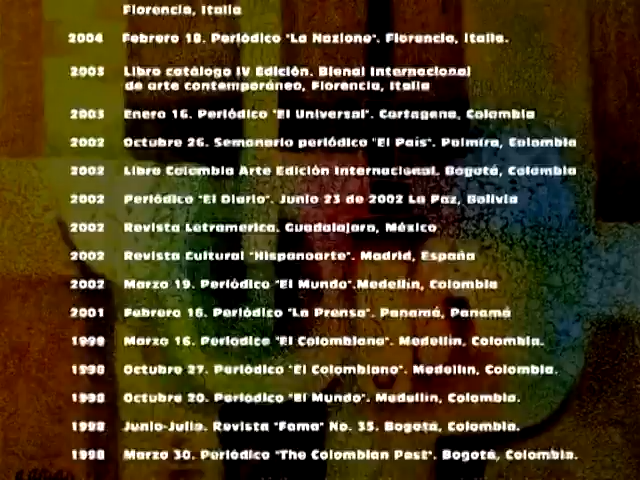 Florencia, Italia
2004 Febrero 18. Periódico "La Nazione". Florencia, Italia.
2003 Libro catálogo IV Edición. Bienal Internacional
de arte contemporáneo, Florencia, Italia
2003 Enero 16. Periódico "El Universal". Cartagena, Colombia
2002 Octubre 26. Semanario periódico "El País". Palmira, Colombia
2002 Libro Colombia Arte Edición Internacional. Bogotá, Colombia
2002 Periódico "El Diario". Junio 23 de 2002 La Paz, Bolivia
2002 Revista Letramerica. Guadalajara, México
2002 Revista Cultural "Hispanoarte". Madrid, España
2002 Marzo 19. Periódico "El Mundo".Medellín, Colombia
2001 Febrero 16. Periódico "La Prensa". Panamá, Panamá
1999 Marzo 16. Periodico "El Colombiano". Medellín, Colombia.
1998 Octubre 27. Periódico "El Colombiano". Medellín, Colombia.
1998 Octubre 20. Periódico "El Mundo". Medellín, Colombia.
1998 Junio-Julio. Revista "Fama" No. 35. Bogotá, Colombia.
1998 Marzo 30. Periódico "The Colombian Post". Bogotá, Colombia.